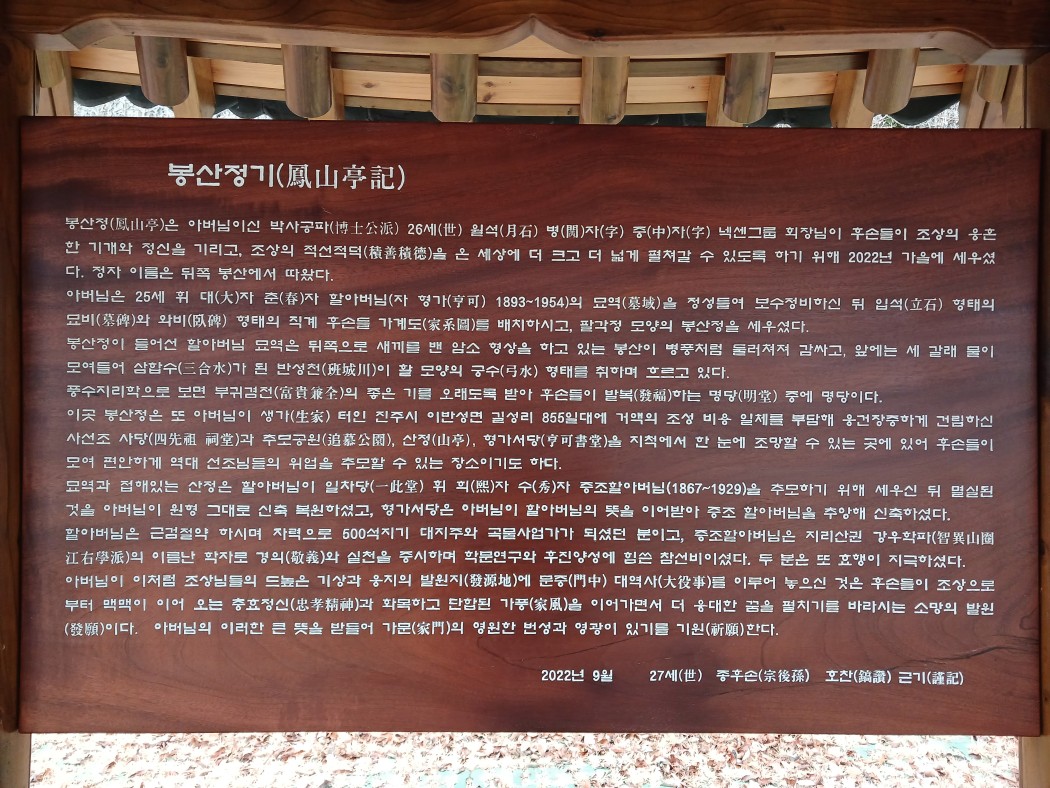 봉산정기(鳳山亭記)
봉산정(鳳山亭)은 아버님이신 박사공파(博士公派) 26세(世) 월석(月石) 병(閏)자(字) 중(中)자(字) 넥센그룹 회장님이 후손들이 조상의 웅혼
한 기개와 정신을 기리고, 조상의 적선적덕(積善積德)을 온 세상에 더 크고 더 넓게 펼쳐갈 수 있도록 하기 위해 2022년 가을에 세우셨
다. 정자 이름은 뒤쪽 봉산에서 따왔다.
아버님은 25세 휘 대(大)자 춘(春)자 할아버님(자 형가(亨可) 1893~1954)의 묘역(墓域)을 정성들여 보수정비하신 뒤 입석(立石) 형태의
묘비(墓碑)와 와비(臥碑) 형태의 직계 후손들 가계도(家系圖)를 배치하시고, 팔각정 모양의 봉산정을 세우셨다.
봉산정이 들어선 할아버님 묘역은 뒤쪽으로 새끼를 밴 암소 형상을 하고 있는 봉산이 병풍처럼 둘러쳐져 감싸고, 앞에는 세 갈래 물이
모여들어 삼합수(三合水)가 된 반성천(班城川)이 활 모양의 궁수(弓水) 형태를 취하며 흐르고 있다.
풍수지리학으로 보면 부귀겸전(富貴兼全)의 좋은 기를 오래도록 받아 후손들이 발복(發福)하는 명당(明堂) 중에 명당이다.
이곳 봉산정은 또 아버님이 생가(生家) 터인 진주시 이반성면 길성리 855일대에 거액의 조성 비용 일체를 부담해 웅건장중하게 건립하신
사선조 사당(四先祖 祠堂)과 추모공원(追慕公園), 산정(山亭), 형가서당(亨可書堂)을 지척에서 한 눈에 조망할 수 있는 곳에 있어 후손들이
모여 편안하게 역대 선조님들의 위업을 추모할 수 있는 장소이기도 하다.
묘역과 접해있는 산정은 할아버님이 일차당(一此堂) 휘 희(熙)자 수(秀)자 증조할아버님(1867~1929)을 추모하기 위해 세우신 뒤 멸실된
것을 아버님이 원형 그대로 신축 복원하셨고, 형가서당은 아버님이 할아버님의 뜻을 이어받아 증조 할아버님을 추앙해 신축하셨다.
할아버님은 근검절약 하시며 자력으로 500석지기 대지주와 곡물사업가가 되셨던 분이고, 증조할아버님은 지리산권 강우학파(智異山圈
江右學派)의 이름난 학자로 경의(敬義)와 실천을 중시하며 학문연구와 후진양성에 힘쓴 참선비이셨다. 두 분은 또 효행이 지극하셨다.
아버님이 이처럼 조상님들의 드높은 기상과 웅지의 발원지(發源地)에 문중(門中) 대역사(大役事)를 이루어 놓으신 것은 후손들이 조상으로
부터 맥맥이 이어 오는 충효정신(忠孝精神)과 화목하고 단합된 가풍(家風)을 이어가면서 더 웅대한 꿈을 펼치기를 바라시는 소망의 발원
(發願)이다. 아버님의 이러한 큰 뜻을 받들어 가문(家門)의 영원한 번성과 영광이 있기를 기원(祈願)한다.
2022년 9월 27세(世) 종후손(宗後孫) 호찬(鎬讚) 근기(謹記)